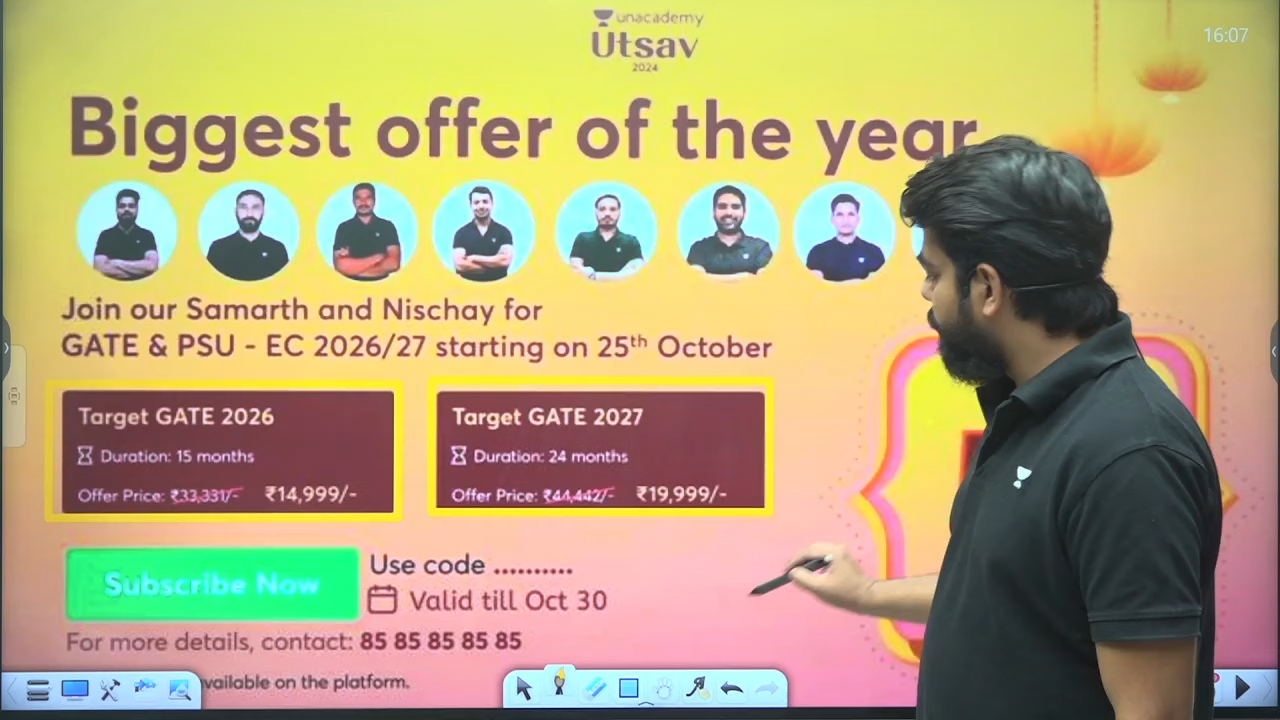 unacademy
Utsav
2024
16:07
Biggest offer of the year
Join our Samarth and Nischay for
GATE & PSU - EC 2026/27 starting on 25th October
Target GATE 2026
Duration: 15 months
Offer Price: ₹33,331/- ₹14,999/-
Target GATE 2027
Duration: 24 months
Offer Price: ₹44,442/- ₹19,999/-
Subscribe Now
Use code ..........
Valid till Oct 30
For more details, contact: 85 85 85 85 85
available on the platform.